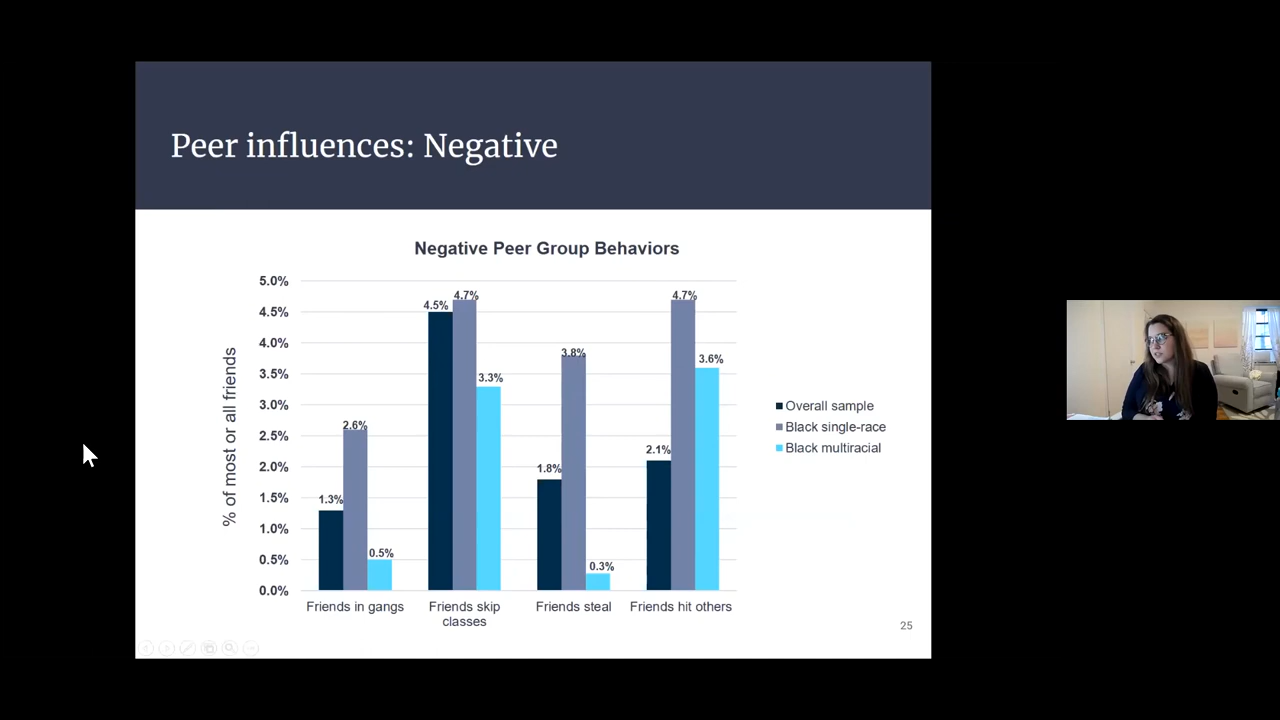 Peer influences: Negative
Negative Peer Group Behaviors
% of most or all friends
5.0%
4.5%
4.0%
3.5%
3.0%
2.5%
2.0%
1.5%
1.0%
0.5%
0.0%
1.3%
2.6%
0.5%
4.5%
4.7%
3.3%
1.8%
3.8%
0.3%
2.1%
4.7%
3.6%
Friends in gangs
Friends skip
classes
Friends steal
Friends hit others
Overall sample
Black single-race
Black multiracial
25